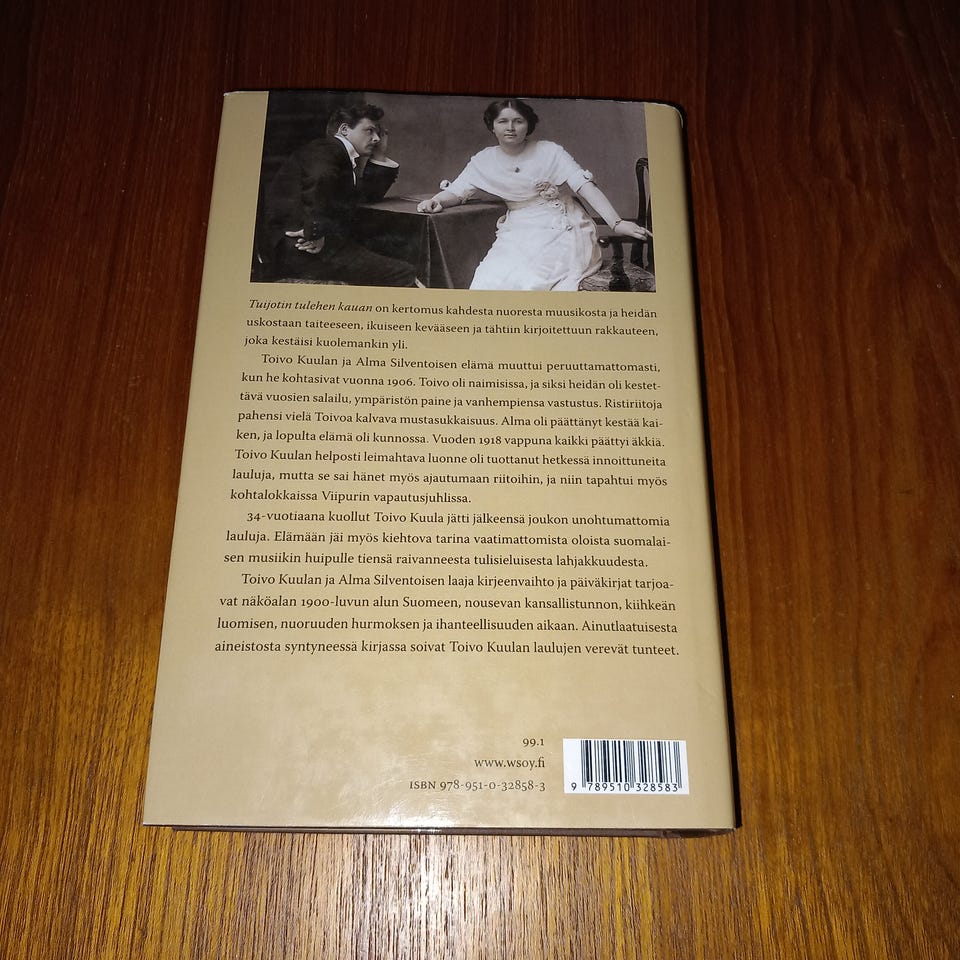 Tuijotin tulehen kauan on kertomus kahdesta nuoresta muusikosta ja heidän
uskostaan taiteeseen, ikuiseen kevääseen ja tähtiin kirjoitettuun rakkauteen,
joka kestäisi kuolemankin yli.
Toivo Kuulan ja Alma Silventoisen elämä muuttui peruuttamattomasti,
kun he kohtasivat vuonna 1906. Toivo oli naimisissa, ja siksi heidän oli kestet-
tävä vuosien salailu, ympäristön paine ja vanhempiensa vastustus. Ristiriitoja
pahensi vielä Toivoa kalvava mustasukkaisuus. Alma oli päättänyt kestää kai-
ken, ja lopulta elämä oli kunnossa. Vuoden 1918 vappuna kaikki päättyi äkkiä.
Toivo Kuulan helposti leimahtava luonne oli tuottanut hetkessä innoittuneita
lauluja, mutta se sai hänet myös ajautumaan riitoihin, ja niin tapahtui myös
kohtalokkaissa Viipurin vapautusjuhlissa.
34-vuotiaana kuollut Toivo Kuula jätti jälkeensä joukon unohtumattomia
lauluja. Elämään jäi myös kiehtova tarina vaatimattomista oloista suomalai-
sen musiikin huipulle tiensä raivanneesta tulisieluisesta lahjakkuudesta.
Toivo Kuulan ja Alma Silventoisen laaja kirjeenvaihto ja päiväkirjat tarjoa-
vat näköalan 1900-luvun alun Suomeen, nousevan kansallistunnon, kiihkeän
luomisen, nuoruuden hurmoksen ja ihanteellisuuden aikaan. Ainutlaatuisesta
aineistosta syntyneessä kirjassa soivat Toivo Kuulan laulujen verevät tunteet.
99.1
www.wsoy.fi
ISBN 978-951-0-32858-3
9 789510 328583